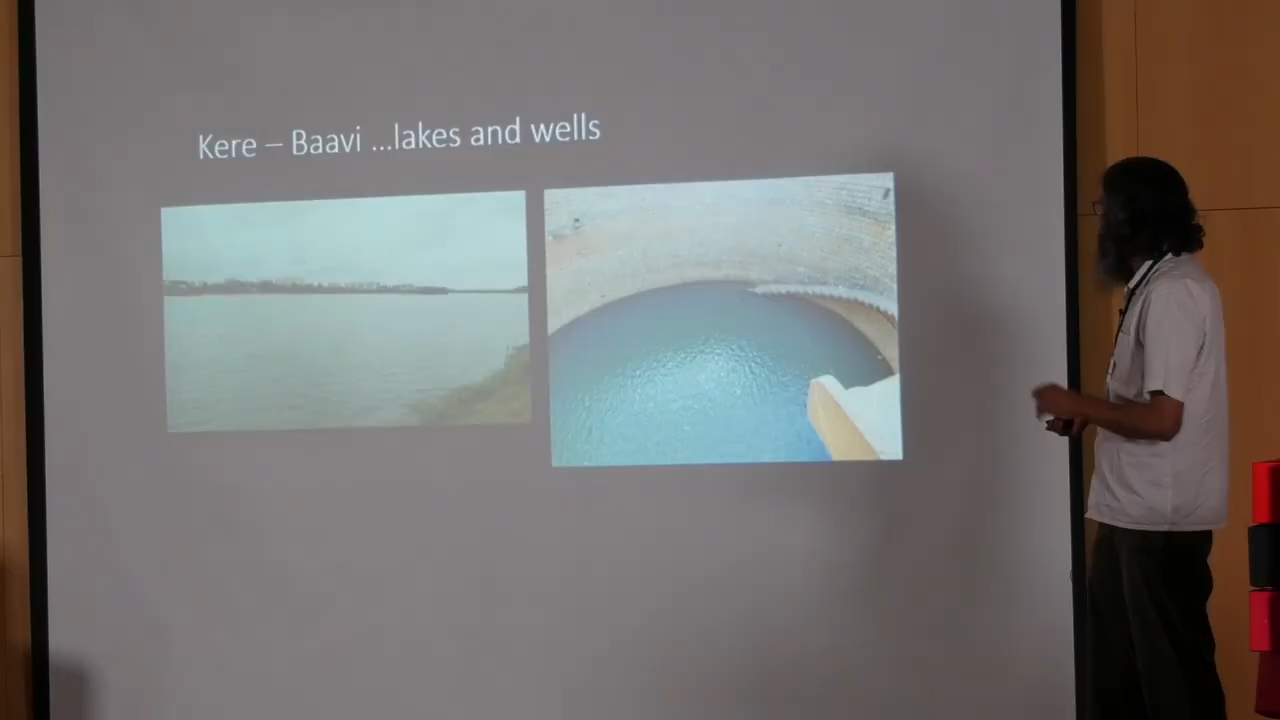 Kere – Baavi ...lakes and wells